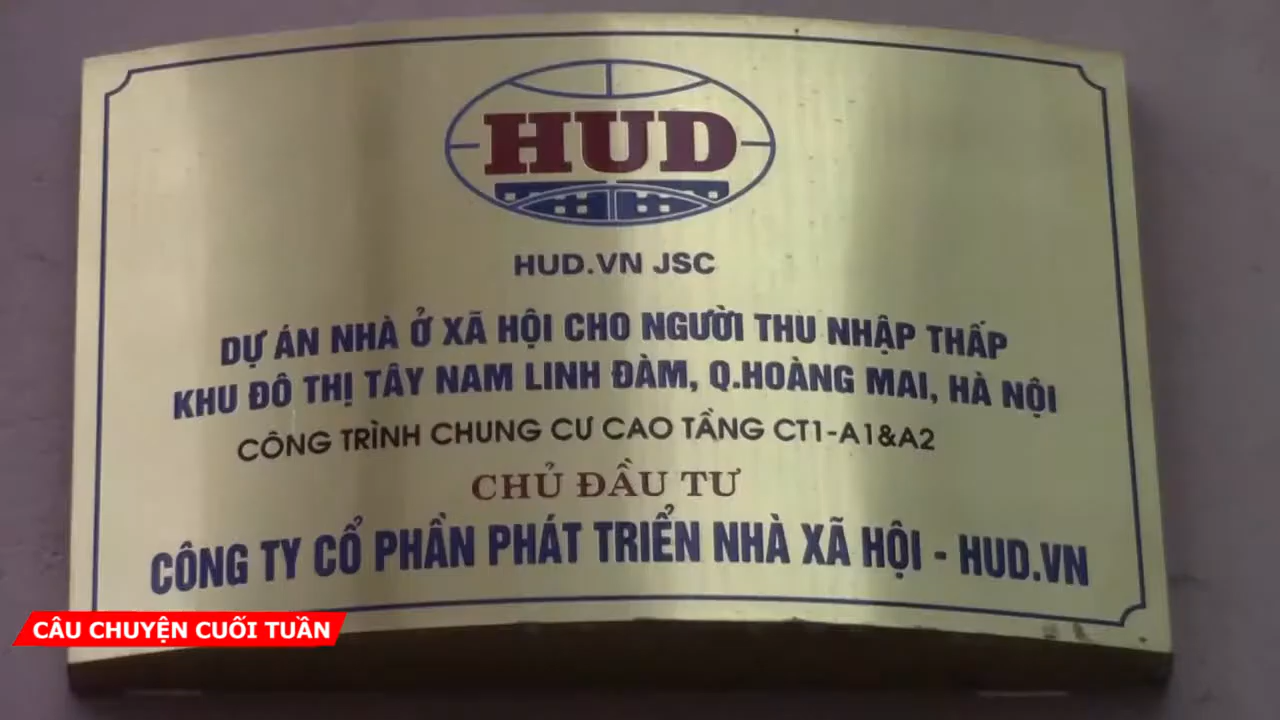 HUD
HUD.VN JSC
DỰ ÁN NHÀ Ở XÃ HỘI CHO NGƯỜI THU NHẬP THẤP
KHU ĐÔ THỊ TÂY NAM LINH ĐÀM, Q.HOÀNG MAI, HÀ NỘI
CÔNG TRÌNH CHUNG CƯ CAO TẦNG CT1-A1&A2
CHỦ ĐẦU TƯ
CÔNG TY CỔ PHẦN PHÁT TRIỂN NHÀ XÃ HỘI - HUD.VN
CÂU CHUYỆN CUỐI TUẦN